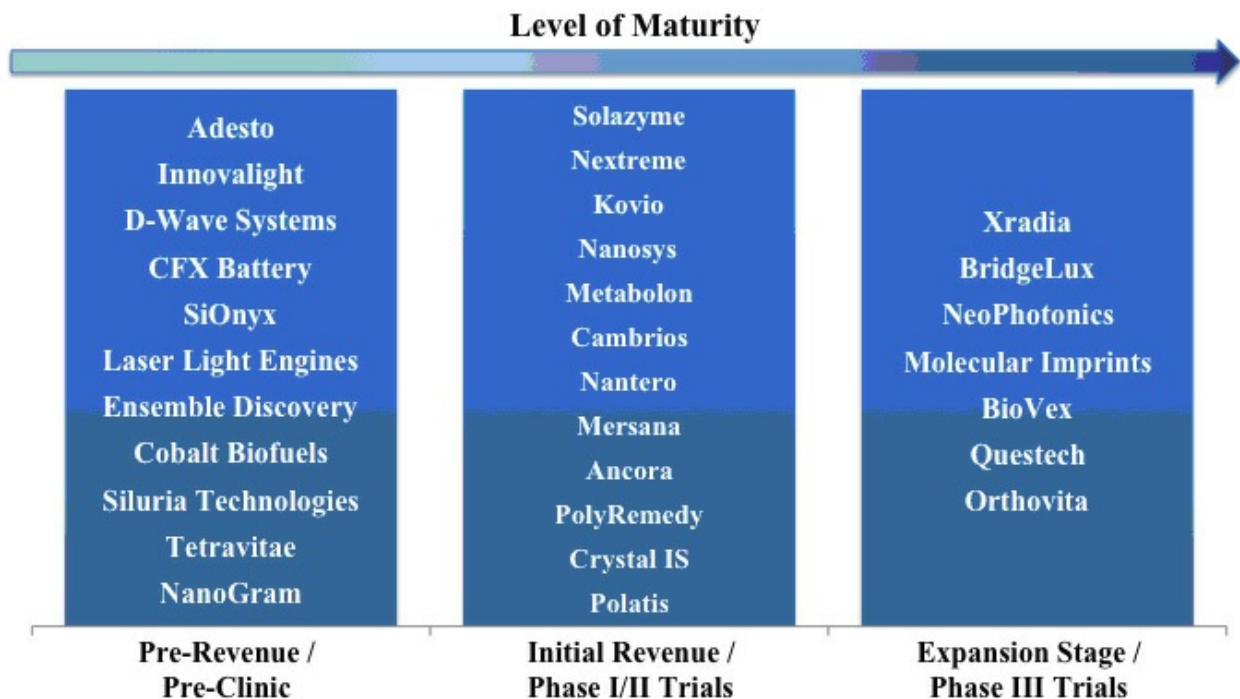 Level of Maturity
Adesto
Innovalight
D-Wave Systems
CFX Battery
SiOnyx
Laser Light Engines
Ensemble Discovery
Cobalt Biofuels
Siluria Technologies
Tetravitae
NanoGram
Pre-Revenue /
Pre-Clinic
Solazyme
Nextreme
Kovio
Nanosys
Metabolon
Cambrios
Nantero
Mersana
Ancora
PolyRemedy
Crystal IS
Polatis
Initial Revenue /
Phase I/II Trials
Xradia
BridgeLux
NeoPhotonics
Molecular Imprints
BioVex
Questech
Orthovita
Expansion Stage /
Phase III Trials